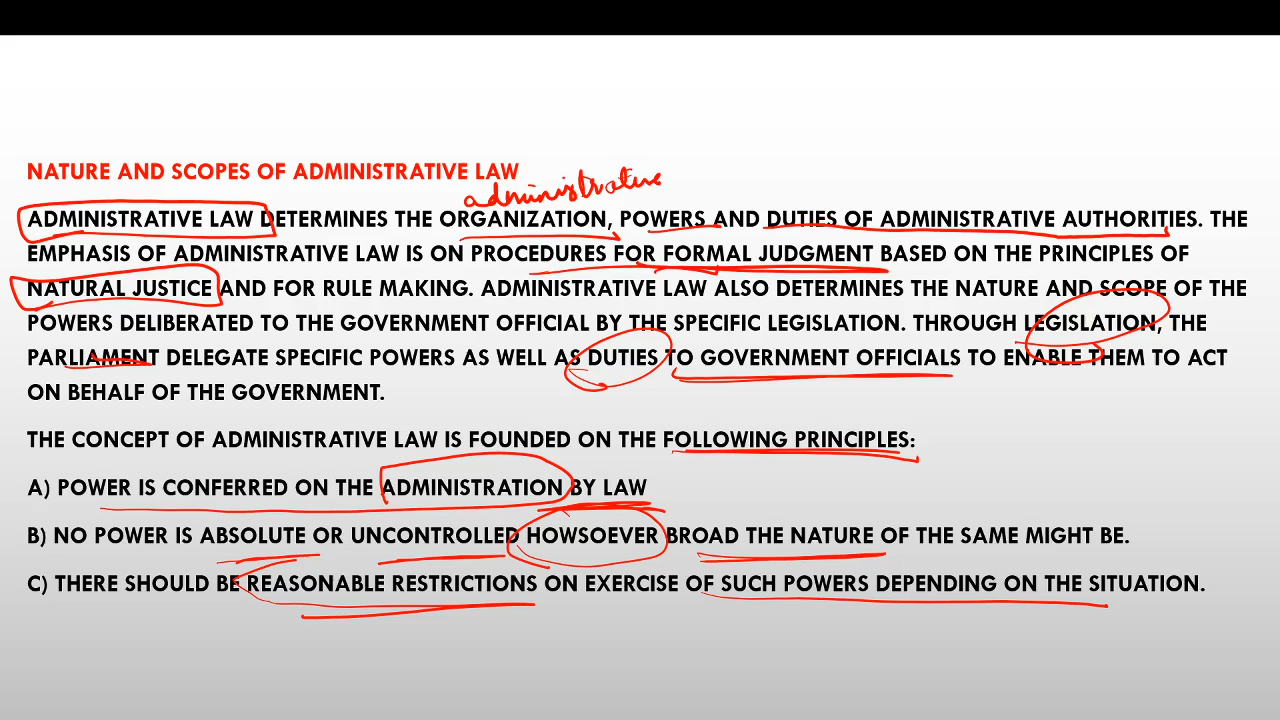 NATURE AND SCOPES OF ADMINISTRATIVE LAW
administrative
ADMINISTRATIVE LAW DETERMINES THE ORGANIZATION, POWERS AND DUTIES OF ADMINISTRATIVE AUTHORITIES. THE
EMPHASIS OF ADMINISTRATIVE LAW IS ON PROCEDURES FOR FORMAL JUDGMENT BASED ON THE PRINCIPLES OF
NATURAL JUSTICE AND FOR RULE MAKING. ADMINISTRATIVE LAW ALSO DETERMINES THE NATURE AND SCOPE OF THE
POWERS DELIBERATED TO THE GOVERNMENT OFFICIAL BY THE SPECIFIC LEGISLATION. THROUGH LEGISLATION, THE
PARLIAMENT DELEGATE SPECIFIC POWERS AS WELL AS DUTIES TO GOVERNMENT OFFICIALS TO ENABLE THEM TO ACT
ON BEHALF OF THE GOVERNMENT.
THE CONCEPT OF ADMINISTRATIVE LAW IS FOUNDED ON THE FOLLOWING PRINCIPLES:
A) POWER IS CONFERRED ON THE ADMINISTRATION BY LAW
B) NO POWER IS ABSOLUTE OR UNCONTROLLED HOWSOEVER BROAD THE NATURE OF THE SAME MIGHT BE.
C) THERE SHOULD BE REASONABLE RESTRICTIONS ON EXERCISE OF SUCH POWERS DEPENDING ON THE SITUATION.